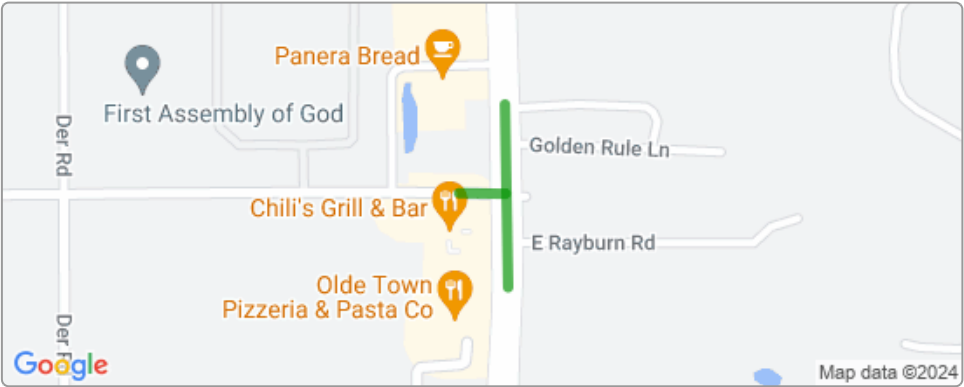 Panera Bread
First Assembly of God
Der Rd
Golden Rule Ln
Chili's Grill & Bar
E Rayburn Rd
Olde Town
Pizzeria & Pasta Co
Der
Google
Map data ©2024